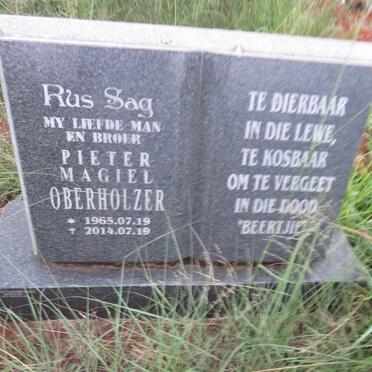 Rus Sag
MY LIEFDE MAN
EN BROER
PIETER
MAGIEL
OBERHOLZER
* 1965.07.19
† 2014.07.19
TE DIERBAAR
IN DIE LEWE,
TE KOSBAAR
OM TE VERGEET
IN DIE DOOD
"BEERTJIE"